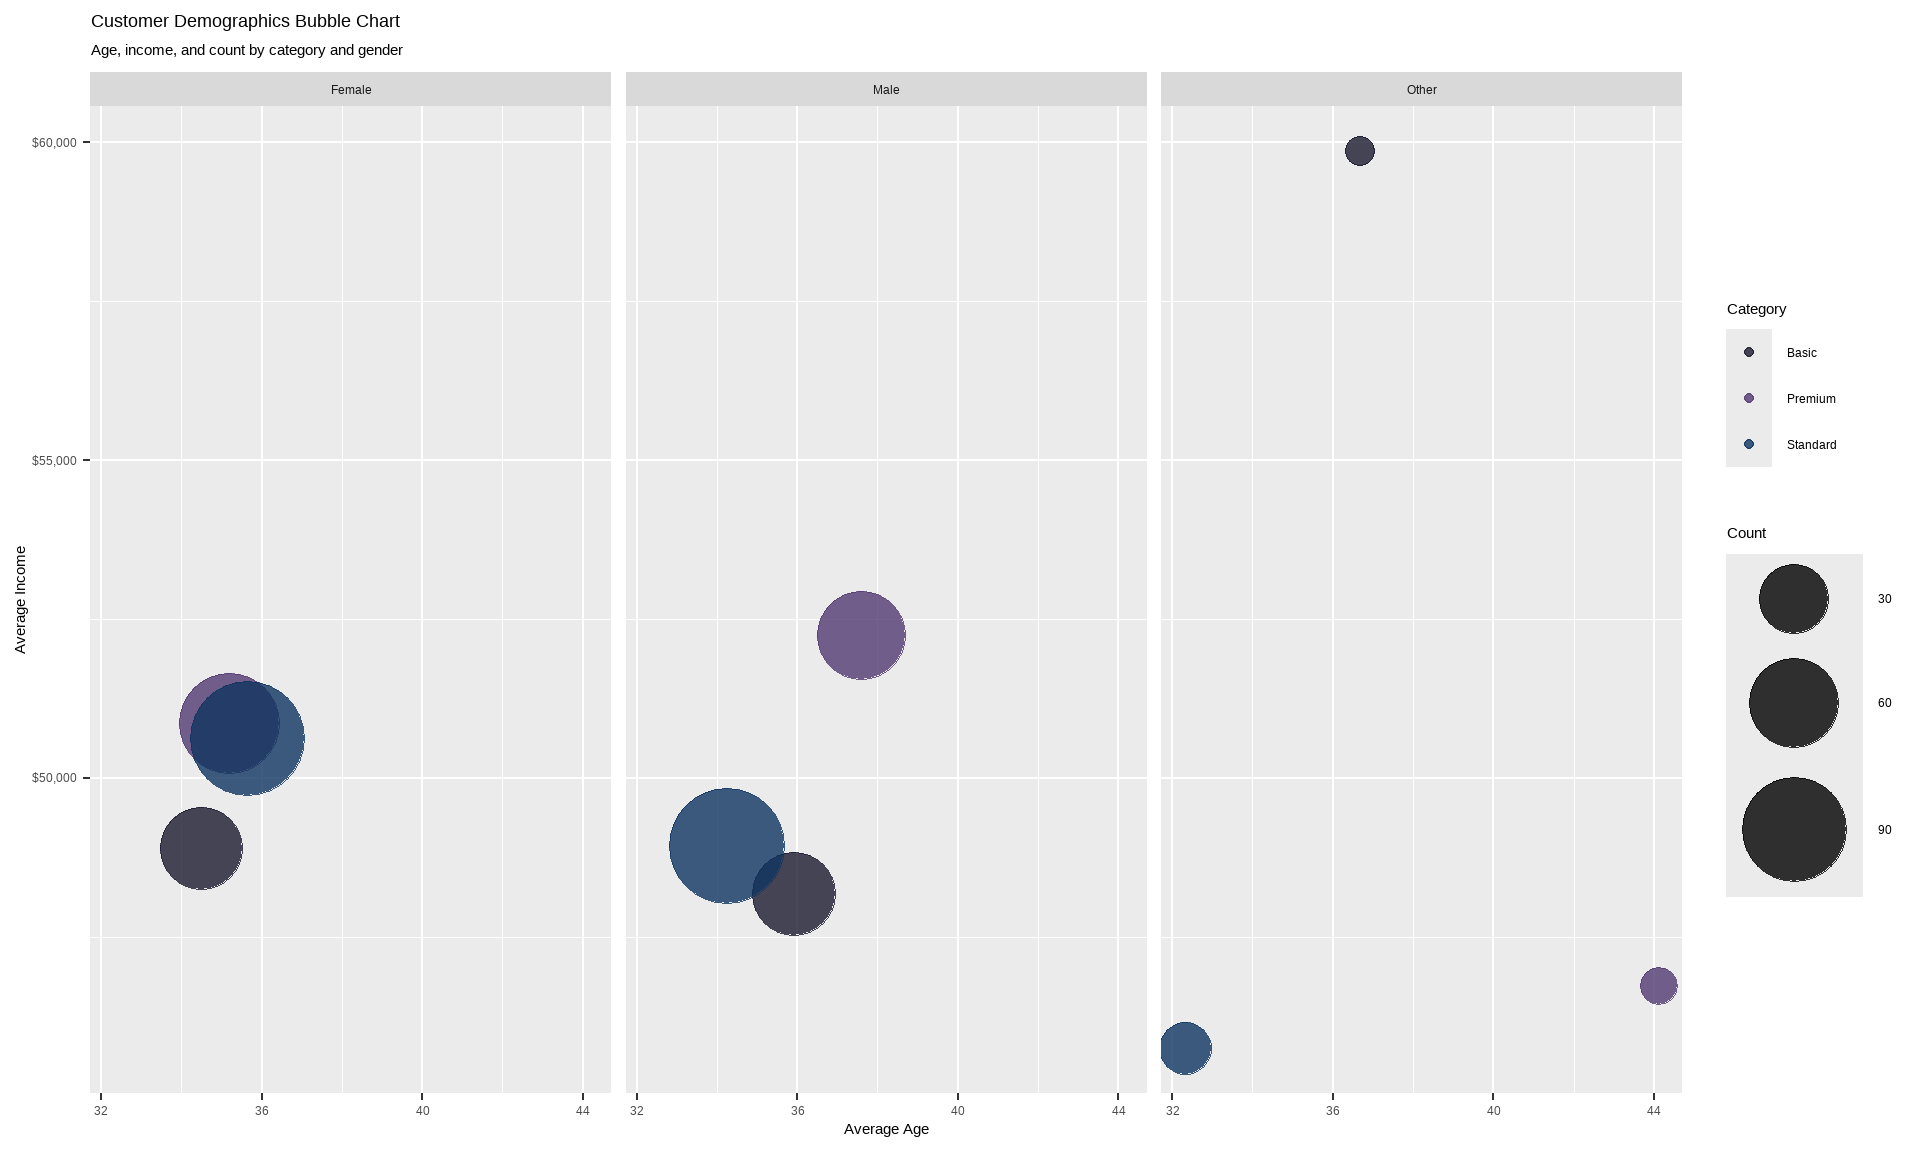 Customer Demographics Bubble Chart
Age, income, and count by category and gender
Female
Male
Other
$60,000
$55,000
$50,000
Average Income
32
36
40
44
32
36
40
44
32
36
40
44
Average Age
Category
Basic
Premium
Standard
Count
30
60
90